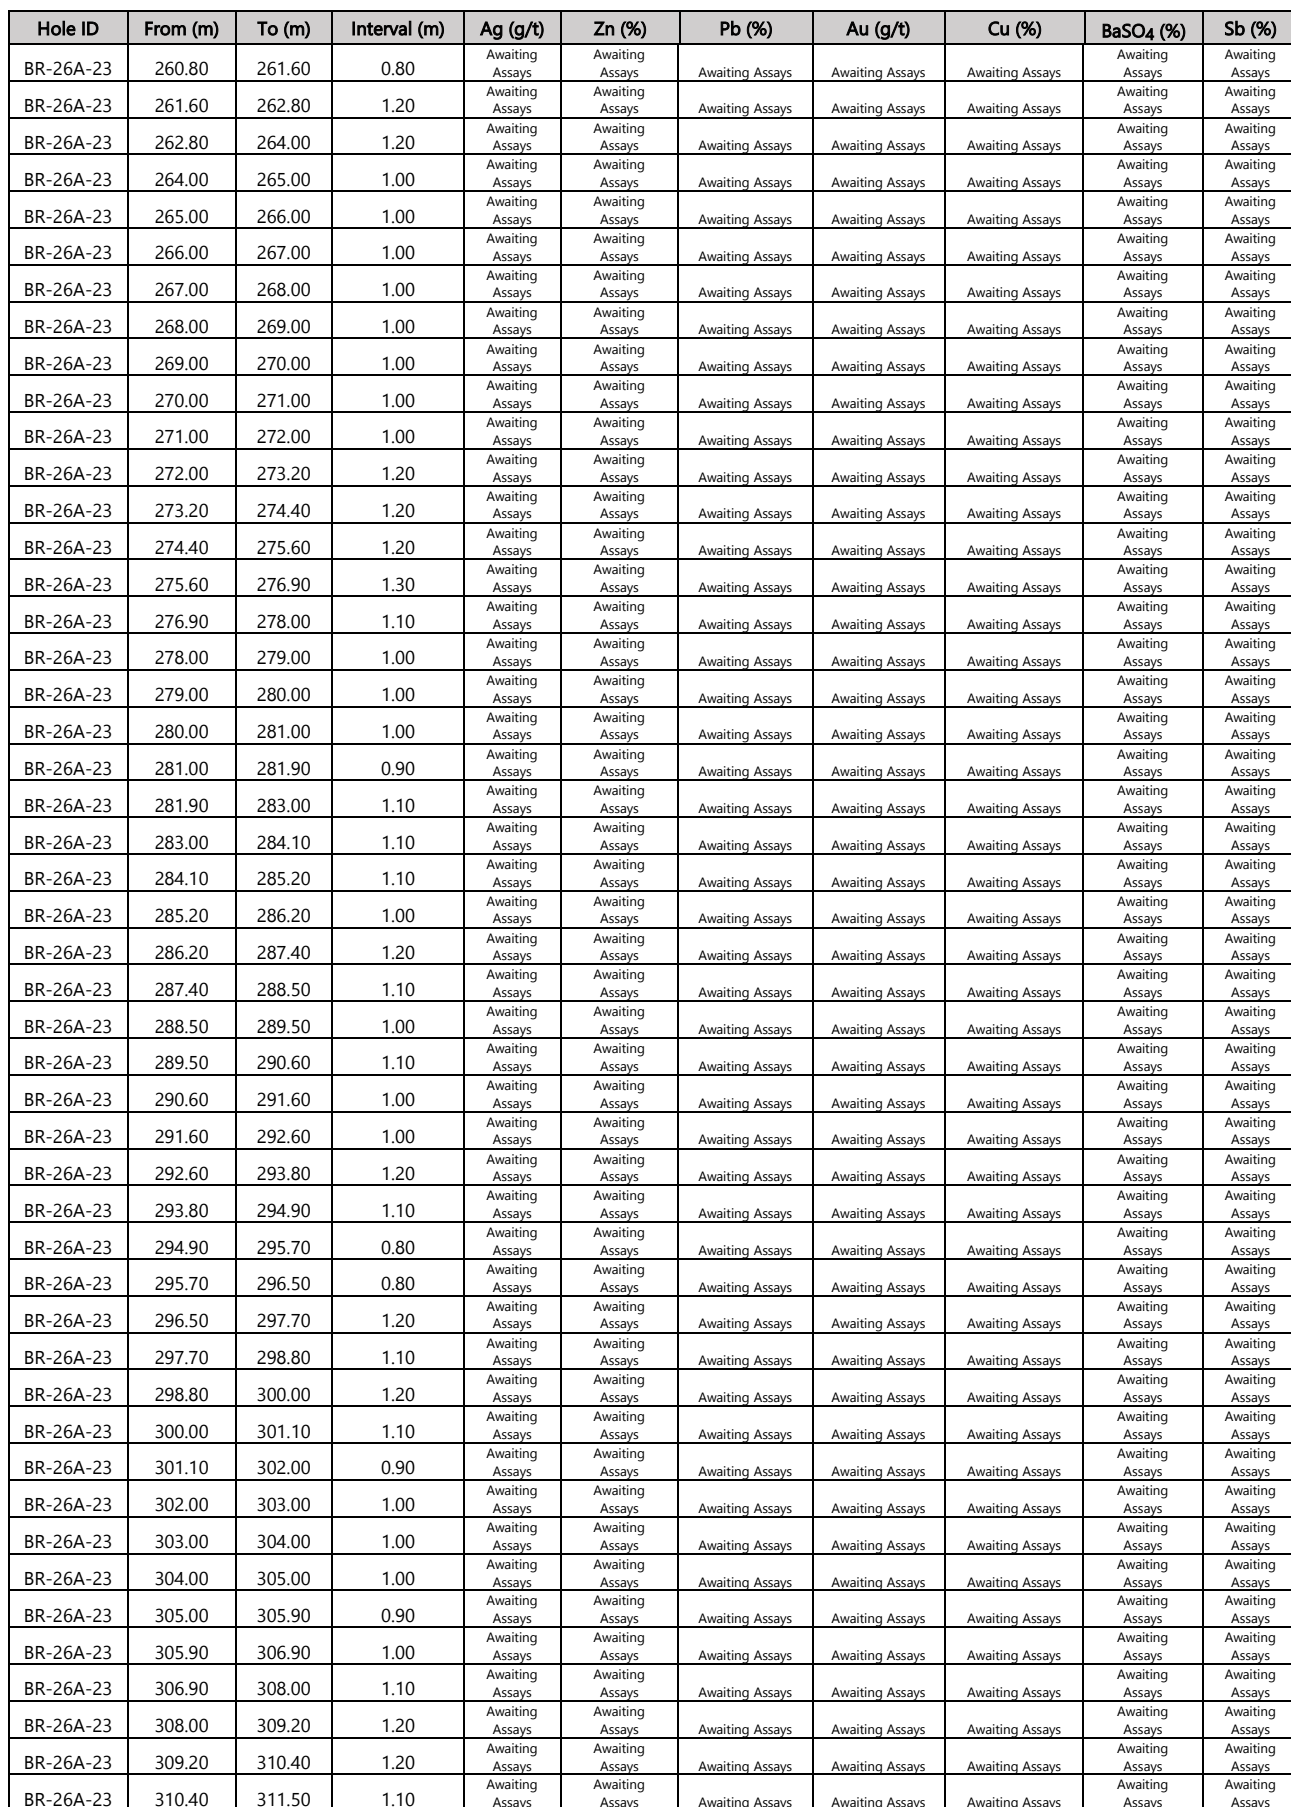 Hole ID From (m) To (m) Interval (m) Ag (g/t) Zn (%) Pb (%) Au (g/t) Cu (%) BaSO4 (%) Sb (%)
BR-26A-23 260.80 261.60 0.80 Awaiting Assays Awaiting Assays Awaiting Assays Awaiting Assays Awaiting Assays Awaiting Assays Awaiting Assays
BR-26A-23 261.60 262.80 1.20 Awaiting Assays Awaiting Assays Awaiting Assays Awaiting Assays Awaiting Assays Awaiting Assays Awaiting Assays
BR-26A-23 262.80 264.00 1.20 Awaiting Assays Awaiting Assays Awaiting Assays Awaiting Assays Awaiting Assays Awaiting Assays Awaiting Assays
BR-26A-23 264.00 265.00 1.00 Awaiting Assays Awaiting Assays Awaiting Assays Awaiting Assays Awaiting Assays Awaiting Assays Awaiting Assays
BR-26A-23 265.00 266.00 1.00 Awaiting Assays Awaiting Assays Awaiting Assays Awaiting Assays Awaiting Assays Awaiting Assays Awaiting Assays
BR-26A-23 266.00 267.00 1.00 Awaiting Assays Awaiting Assays Awaiting Assays Awaiting Assays Awaiting Assays Awaiting Assays Awaiting Assays
BR-26A-23 267.00 268.00 1.00 Awaiting Assays Awaiting Assays Awaiting Assays Awaiting Assays Awaiting Assays Awaiting Assays Awaiting Assays
BR-26A-23 268.00 269.00 1.00 Awaiting Assays Awaiting Assays Awaiting Assays Awaiting Assays Awaiting Assays Awaiting Assays Awaiting Assays
BR-26A-23 269.00 270.00 1.00 Awaiting Assays Awaiting Assays Awaiting Assays Awaiting Assays Awaiting Assays Awaiting Assays Awaiting Assays
BR-26A-23 270.00 271.00 1.00 Awaiting Assays Awaiting Assays Awaiting Assays Awaiting Assays Awaiting Assays Awaiting Assays Awaiting Assays
BR-26A-23 271.00 272.00 1.00 Awaiting Assays Awaiting Assays Awaiting Assays Awaiting Assays Awaiting Assays Awaiting Assays Awaiting Assays
BR-26A-23 272.00 273.20 1.20 Awaiting Assays Awaiting Assays Awaiting Assays Awaiting Assays Awaiting Assays Awaiting Assays Awaiting Assays
BR-26A-23 273.20 274.40 1.20 Awaiting Assays Awaiting Assays Awaiting Assays Awaiting Assays Awaiting Assays Awaiting Assays Awaiting Assays
BR-26A-23 274.40 275.60 1.20 Awaiting Assays Awaiting Assays Awaiting Assays Awaiting Assays Awaiting Assays Awaiting Assays Awaiting Assays
BR-26A-23 275.60 276.90 1.30 Awaiting Assays Awaiting Assays Awaiting Assays Awaiting Assays Awaiting Assays Awaiting Assays Awaiting Assays
BR-26A-23 276.90 278.00 1.10 Awaiting Assays Awaiting Assays Awaiting Assays Awaiting Assays Awaiting Assays Awaiting Assays Awaiting Assays
BR-26A-23 278.00 279.00 1.00 Awaiting Assays Awaiting Assays Awaiting Assays Awaiting Assays Awaiting Assays Awaiting Assays Awaiting Assays
BR-26A-23 279.00 280.00 1.00 Awaiting Assays Awaiting Assays Awaiting Assays Awaiting Assays Awaiting Assays Awaiting Assays Awaiting Assays
BR-26A-23 280.00 281.00 1.00 Awaiting Assays Awaiting Assays Awaiting Assays Awaiting Assays Awaiting Assays Awaiting Assays Awaiting Assays
BR-26A-23 281.00 281.90 0.90 Awaiting Assays Awaiting Assays Awaiting Assays Awaiting Assays Awaiting Assays Awaiting Assays Awaiting Assays
BR-26A-23 281.90 283.00 1.10 Awaiting Assays Awaiting Assays Awaiting Assays Awaiting Assays Awaiting Assays Awaiting Assays Awaiting Assays
BR-26A-23 283.00 284.10 1.10 Awaiting Assays Awaiting Assays Awaiting Assays Awaiting Assays Awaiting Assays Awaiting Assays Awaiting Assays
BR-26A-23 284.10 285.20 1.10 Awaiting Assays Awaiting Assays Awaiting Assays Awaiting Assays Awaiting Assays Awaiting Assays Awaiting Assays
BR-26A-23 285.20 286.20 1.00 Awaiting Assays Awaiting Assays Awaiting Assays Awaiting Assays Awaiting Assays Awaiting Assays Awaiting Assays
BR-26A-23 286.20 287.40 1.20 Awaiting Assays Awaiting Assays Awaiting Assays Awaiting Assays Awaiting Assays Awaiting Assays Awaiting Assays
BR-26A-23 287.40 288.50 1.10 Awaiting Assays Awaiting Assays Awaiting Assays Awaiting Assays Awaiting Assays Awaiting Assays Awaiting Assays
BR-26A-23 288.50 289.50 1.00 Awaiting Assays Awaiting Assays Awaiting Assays Awaiting Assays Awaiting Assays Awaiting Assays Awaiting Assays
BR-26A-23 289.50 290.60 1.10 Awaiting Assays Awaiting Assays Awaiting Assays Awaiting Assays Awaiting Assays Awaiting Assays Awaiting Assays
BR-26A-23 290.60 291.60 1.00 Awaiting Assays Awaiting Assays Awaiting Assays Awaiting Assays Awaiting Assays Awaiting Assays Awaiting Assays
BR-26A-23 291.60 292.60 1.00 Awaiting Assays Awaiting Assays Awaiting Assays Awaiting Assays Awaiting Assays Awaiting Assays Awaiting Assays
BR-26A-23 292.60 293.80 1.20 Awaiting Assays Awaiting Assays Awaiting Assays Awaiting Assays Awaiting Assays Awaiting Assays Awaiting Assays
BR-26A-23 293.80 294.90 1.10 Awaiting Assays Awaiting Assays Awaiting Assays Awaiting Assays Awaiting Assays Awaiting Assays Awaiting Assays
BR-26A-23 294.90 295.70 0.80 Awaiting Assays Awaiting Assays Awaiting Assays Awaiting Assays Awaiting Assays Awaiting Assays Awaiting Assays
BR-26A-23 295.70 296.50 0.80 Awaiting Assays Awaiting Assays Awaiting Assays Awaiting Assays Awaiting Assays Awaiting Assays Awaiting Assays
BR-26A-23 296.50 297.70 1.20 Awaiting Assays Awaiting Assays Awaiting Assays Awaiting Assays Awaiting Assays Awaiting Assays Awaiting Assays
BR-26A-23 297.70 298.80 1.10 Awaiting Assays Awaiting Assays Awaiting Assays Awaiting Assays Awaiting Assays Awaiting Assays Awaiting Assays
BR-26A-23 298.80 300.00 1.20 Awaiting Assays Awaiting Assays Awaiting Assays Awaiting Assays Awaiting Assays Awaiting Assays Awaiting Assays
BR-26A-23 300.00 301.10 1.10 Awaiting Assays Awaiting Assays Awaiting Assays Awaiting Assays Awaiting Assays Awaiting Assays Awaiting Assays
BR-26A-23 301.10 302.00 0.90 Awaiting Assays Awaiting Assays Awaiting Assays Awaiting Assays Awaiting Assays Awaiting Assays Awaiting Assays
BR-26A-23 302.00 303.00 1.00 Awaiting Assays Awaiting Assays Awaiting Assays Awaiting Assays Awaiting Assays Awaiting Assays Awaiting Assays
BR-26A-23 303.00 304.00 1.00 Awaiting Assays Awaiting Assays Awaiting Assays Awaiting Assays Awaiting Assays Awaiting Assays Awaiting Assays
BR-26A-23 304.00 305.00 1.00 Awaiting Assays Awaiting Assays Awaiting Assays Awaiting Assays Awaiting Assays Awaiting Assays Awaiting Assays
BR-26A-23 305.00 305.90 0.90 Awaiting Assays Awaiting Assays Awaiting Assays Awaiting Assays Awaiting Assays Awaiting Assays Awaiting Assays
BR-26A-23 305.90 306.90 1.00 Awaiting Assays Awaiting Assays Awaiting Assays Awaiting Assays Awaiting Assays Awaiting Assays Awaiting Assays
BR-26A-23 306.90 308.00 1.10 Awaiting Assays Awaiting Assays Awaiting Assays Awaiting Assays Awaiting Assays Awaiting Assays Awaiting Assays
BR-26A-23 308.00 309.20 1.20 Awaiting Assays Awaiting Assays Awaiting Assays Awaiting Assays Awaiting Assays Awaiting Assays Awaiting Assays
BR-26A-23 309.20 310.40 1.20 Awaiting Assays Awaiting Assays Awaiting Assays Awaiting Assays Awaiting Assays Awaiting Assays Awaiting Assays
BR-26A-23 310.40 311.50 1.10 Awaiting Assays Awaiting Assays Awaiting Assays Awaiting Assays Awaiting Assays Awaiting Assays Awaiting Assays